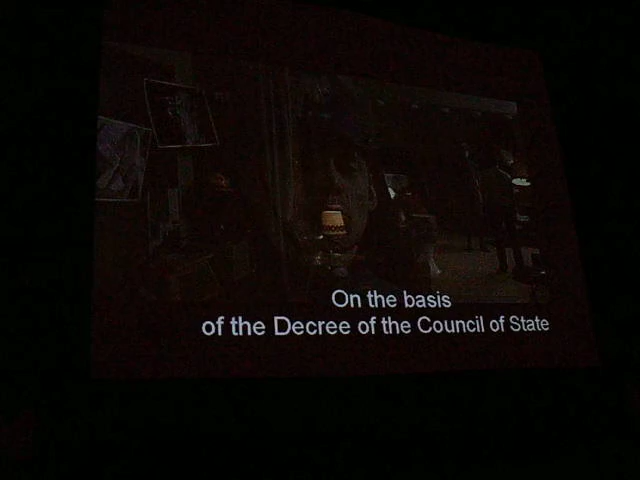 On the basis
of the Decree of the Council of State